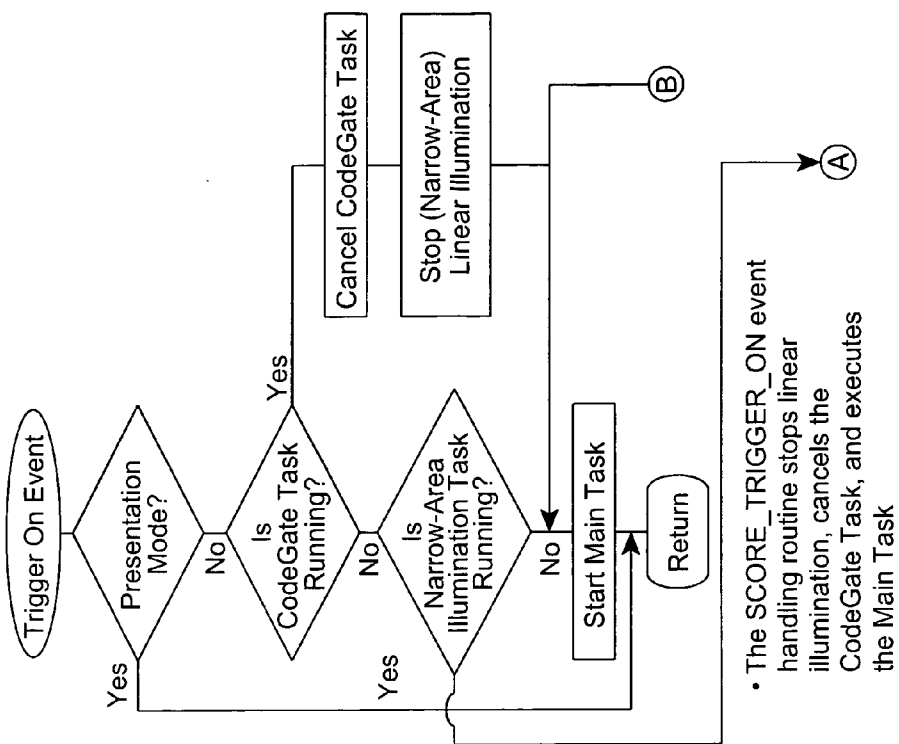 Trigger On Event
Presentation
Mode?
Yes
No
Is
CodeGate Task
Running?
Yes
Cancel CodeGate Task
Stop (Narrow-Area)
Linear Illumination
No
Is
Narrow-Area
Illumination Task
Running?
Yes
No
Start Main Task
Return
B
A
• The SCORE_TRIGGER_ON event
handling routine stops linear
illumination, cancels the
CodeGate Task, and executes
the Main Task